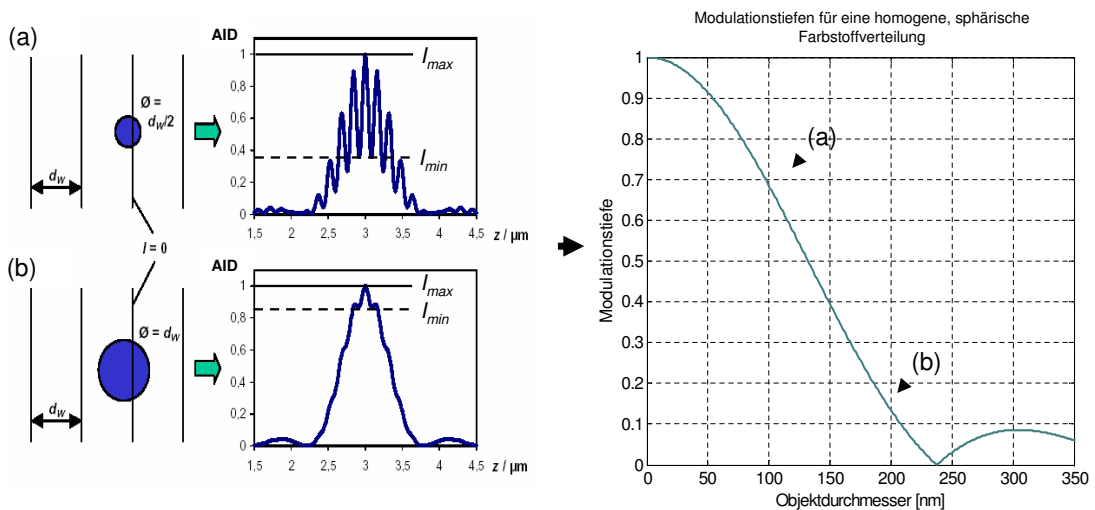 (a)
AID
Ø =
d_W/2
d_W
I_max
I_min
1
0,8
0,6
0,4
0,2
0
1,5 2 2,5 3 3,5 4 4,5
z / µm
I = 0
(b)
AID
Ø = d_W
d_W
I_max
I_min
1
0,8
0,6
0,4
0,2
0
1,5 2 2,5 3 3,5 4 4,5
z / µm
Modulationstiefen für eine homogene, sphärische
Farbstoffverteilung
Modulationstiefe
1
0.9
0.8
0.7
0.6
0.5
0.4
0.3
0.2
0.1
0
(a)
(b)
0 50 100 150 200 250 300 350
Objektdurchmesser [nm]